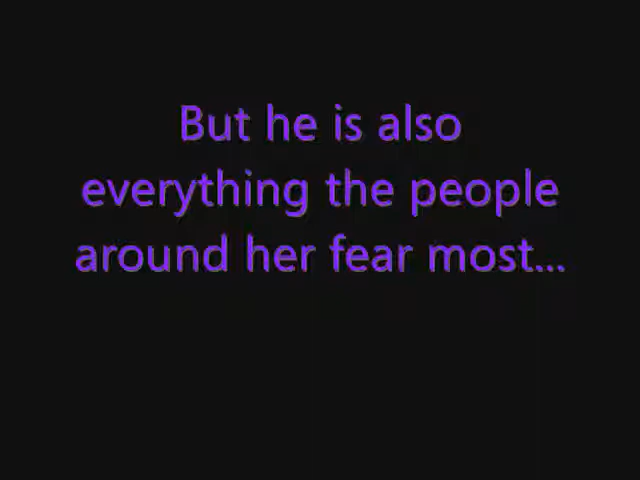 But he is also
everything the people
around her fear most...